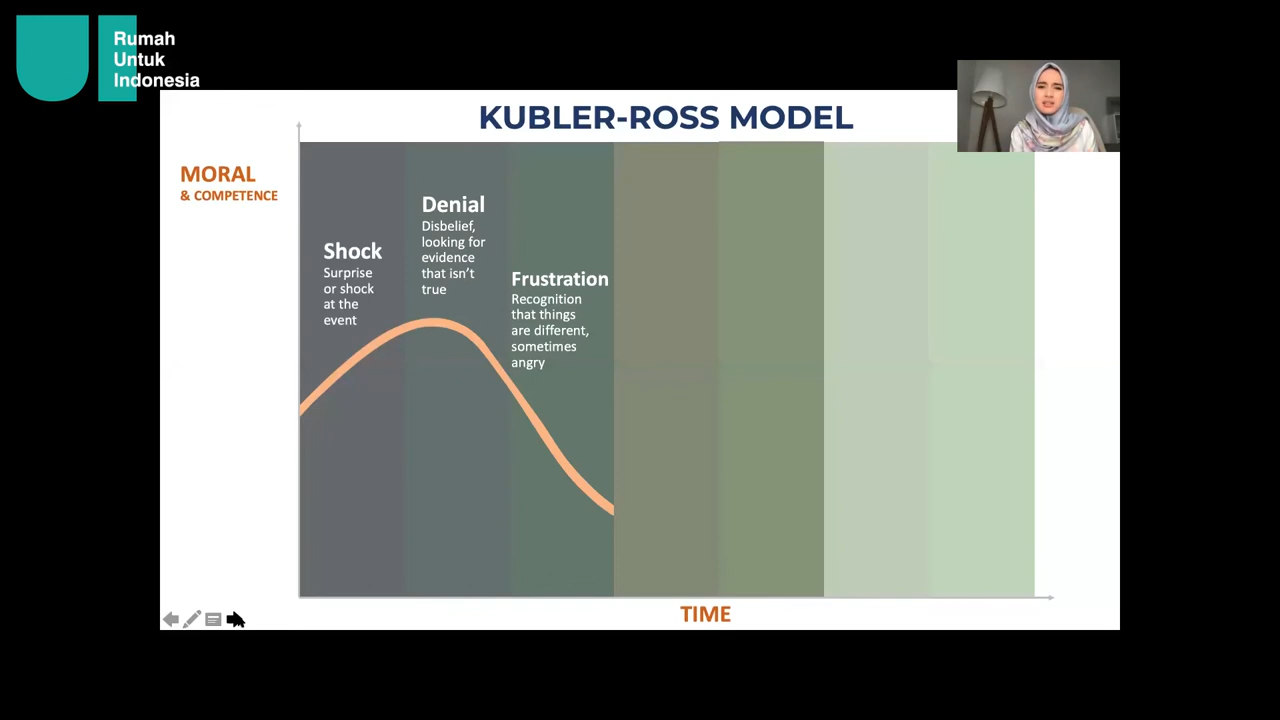 Rumah
Untuk
Indonesia
KUBLER-ROSS MODEL
MORAL
& COMPETENCE
Shock
Surprise
or shock
at the
event
Denial
Disbelief,
looking for
evidence
that isn't
true
Frustration
Recognition
that things
are different,
sometimes
angry
TIME